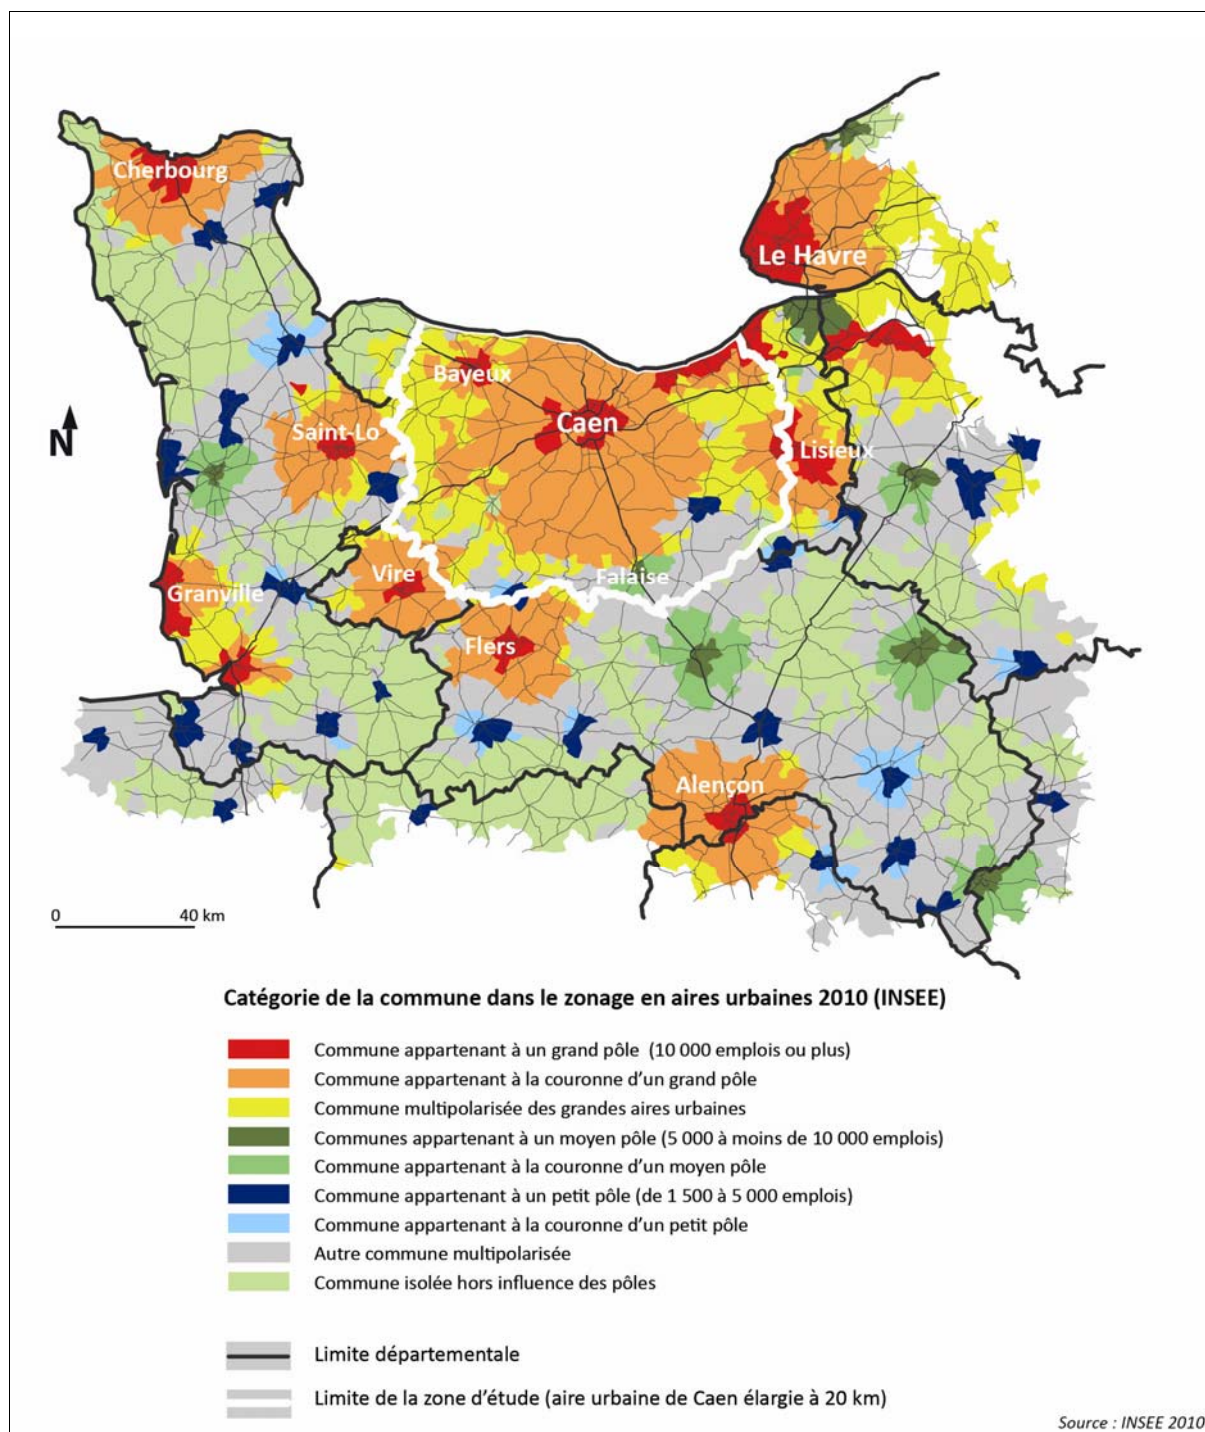 Cherbourg
Le Havre
Bayeux
Caen
Saint-Lo
Lisieux
N
Vire
Falaise
Granville
Flers
Alençon
0 40 km
Catégorie de la commune dans le zonage en aires urbaines 2010 (INSEE)
Commune appartenant à un grand pôle (10 000 emplois ou plus)
Commune appartenant à la couronne d'un grand pôle
Commune multipolarisée des grandes aires urbaines
Communes appartenant à un moyen pôle (5 000 à moins de 10 000 emplois)
Commune appartenant à la couronne d'un moyen pôle
Commune appartenant à un petit pôle (de 1 500 à 5 000 emplois)
Commune appartenant à la couronne d'un petit pôle
Autre commune multipolarisée
Commune isolée hors influence des pôles
Limite départementale
Limite de la zone d'étude (aire urbaine de Caen élargie à 20 km)
Source : INSEE 2010